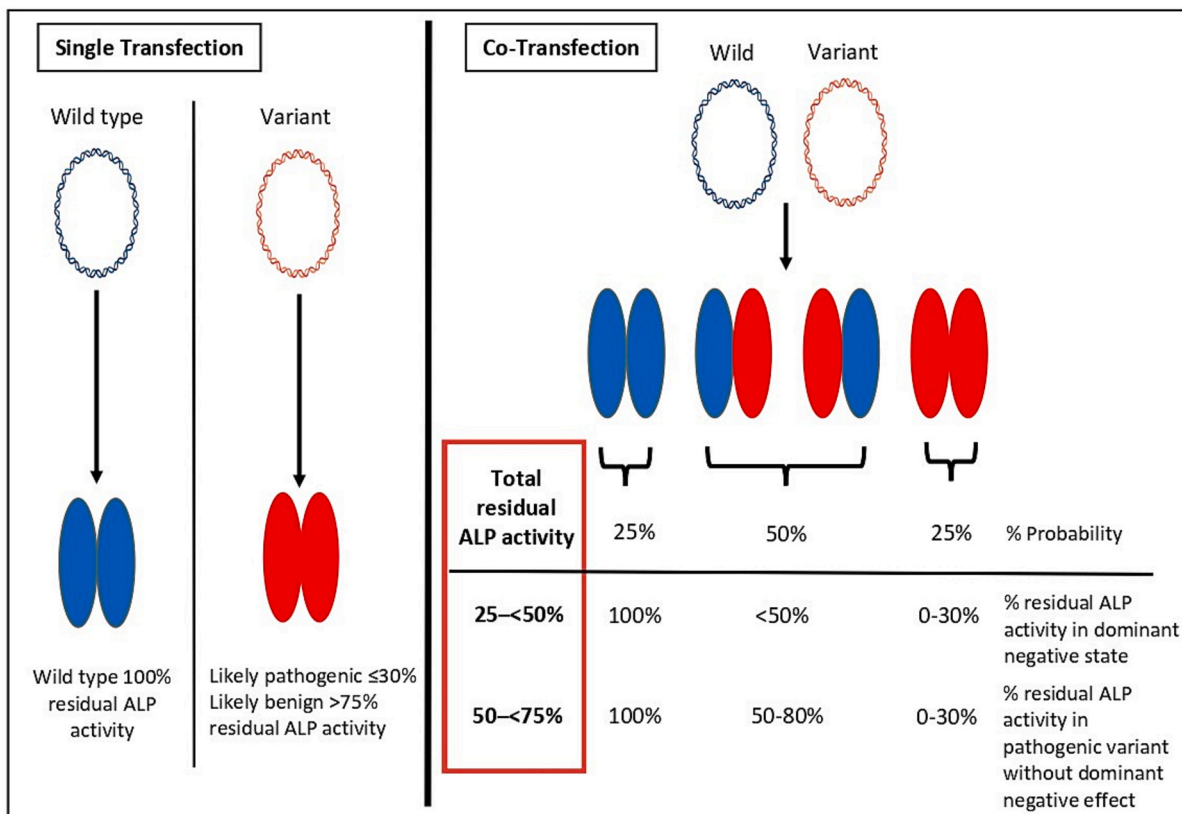 Single Transfection
Wild type
Variant
Wild type 100%
residual ALP
activity
Likely pathogenic ≤30%
Likely benign >75%
residual ALP activity
Co-Transfection
Wild
Variant
Total
residual
ALP activity
25%
50%
25%
% Probability
25–<50%
100%
<50%
0-30%
% residual ALP
activity in dominant
negative state
50–<75%
100%
50-80%
0-30%
% residual ALP
activity in
pathogenic variant
without dominant
negative effect